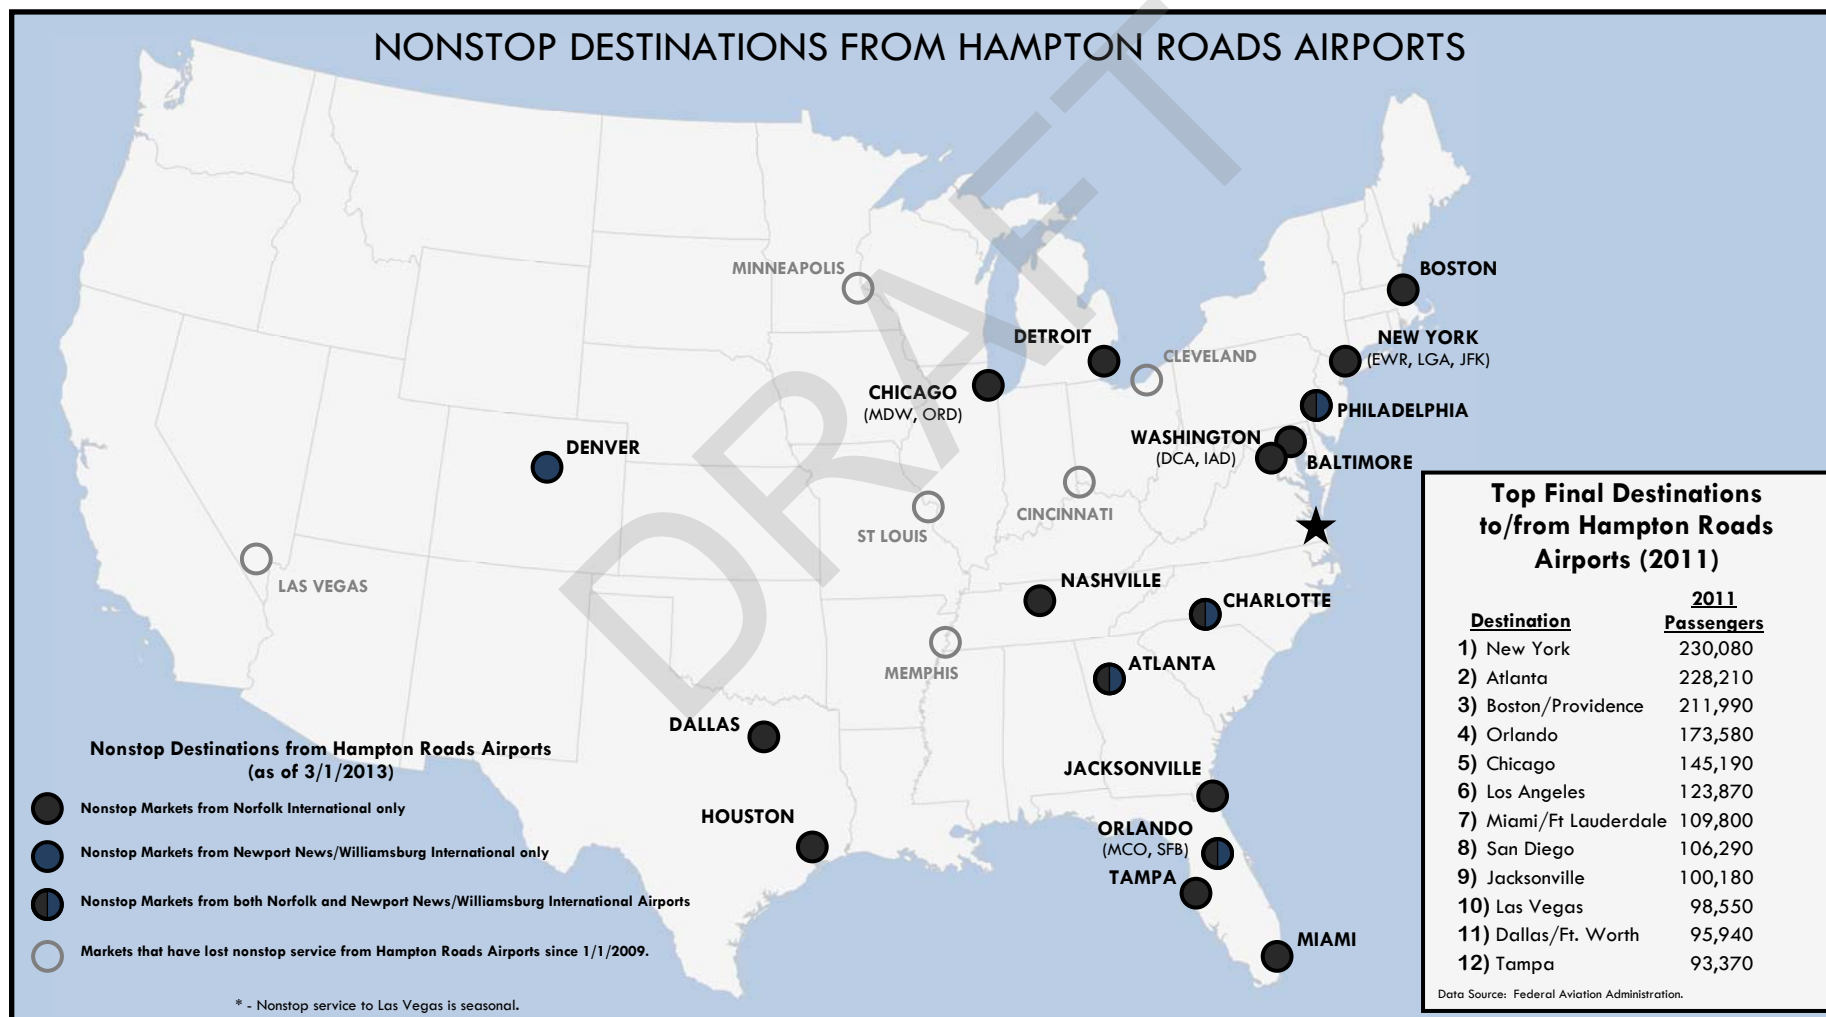 NONSTOP DESTINATIONS FROM HAMPTON ROADS AIRPORTS
DRAFT
MINNEAPOLIS
BOSTON
DETROIT
NEW YORK
(EWR, LGA, JFK)
CLEVELAND
CHICAGO
(MDW, ORD)
PHILADELPHIA
DENVER
WASHINGTON
(DCA, IAD)
BALTIMORE
CINCINNATI
ST LOUIS
LAS VEGAS
NASHVILLE
CHARLOTTE
ATLANTA
MEMPHIS
DALLAS
JACKSONVILLE
HOUSTON
ORLANDO
(MCO, SFB)
TAMPA
MIAMI
Nonstop Destinations from Hampton Roads Airports
(as of 3/1/2013)
Nonstop Markets from Norfolk International only
Nonstop Markets from Newport News/Williamsburg International only
Nonstop Markets from both Norfolk and Newport News/Williamsburg International Airports
Markets that have lost nonstop service from Hampton Roads Airports since 1/1/2009.
* - Nonstop service to Las Vegas is seasonal.
Top Final Destinations
to/from Hampton Roads
Airports (2011)
2011
Destination Passengers
1) New York 230,080
2) Atlanta 228,210
3) Boston/Providence 211,990
4) Orlando 173,580
5) Chicago 145,190
6) Los Angeles 123,870
7) Miami/Ft Lauderdale 109,800
8) San Diego 106,290
9) Jacksonville 100,180
10) Las Vegas 98,550
11) Dallas/Ft. Worth 95,940
12) Tampa 93,370
Data Source: Federal Aviation Administration.